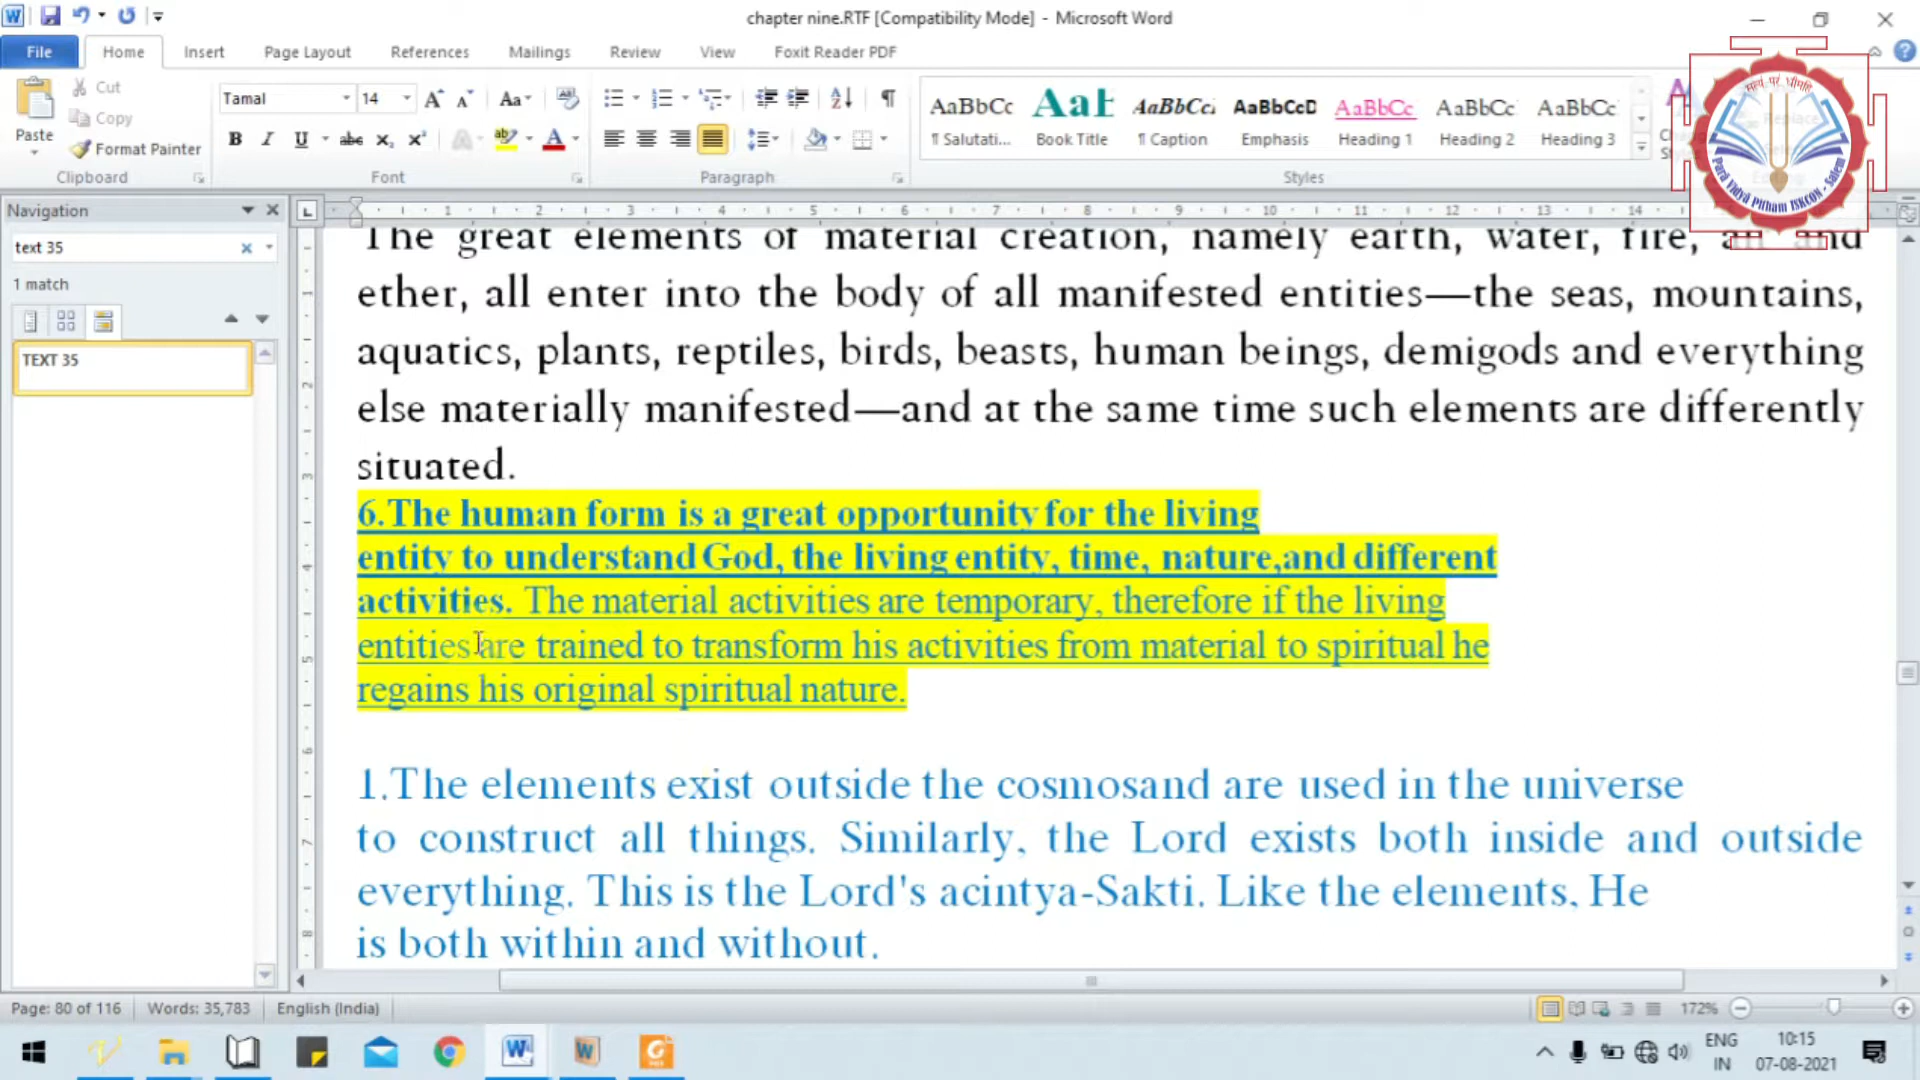 chapter nine.RTF [Compatibility Mode] - Microsoft Word
File Home Insert Page Layout References Mailings Review View Foxit Reader PDF
Paste
Cut
Copy
Format Painter
Clipboard
Tamal 14
Font
Paragraph
AaBbCc AaB AaBbCc AaBbCcD AaBbCc AaBbCc AaBbCc
¶ Salutati... Book Title ¶ Caption Emphasis Heading 1 Heading 2 Heading 3
Styles
Replace
Para Vidya Pitham ISKCON - Salem
Navigation
text 35
1 match
TEXT 35
The great elements of material creation, namely earth, water, fire, air and
ether, all enter into the body of all manifested entities—the seas, mountains,
aquatics, plants, reptiles, birds, beasts, human beings, demigods and everything
else materially manifested—and at the same time such elements are differently
situated.
6.The human form is a great opportunity for the living
entity to understand God, the living entity, time, nature,and different
activities. The material activities are temporary, therefore if the living
entities are trained to transform his activities from material to spiritual he
regains his original spiritual nature.
1.The elements exist outside the cosmosand are used in the universe
to construct all things. Similarly, the Lord exists both inside and outside
everything. This is the Lord's acintya-Sakti. Like the elements, He
is both within and without.
Page: 80 of 116 Words: 35,783 English (India) 172%
ENG
IN
10:15
07-08-2021